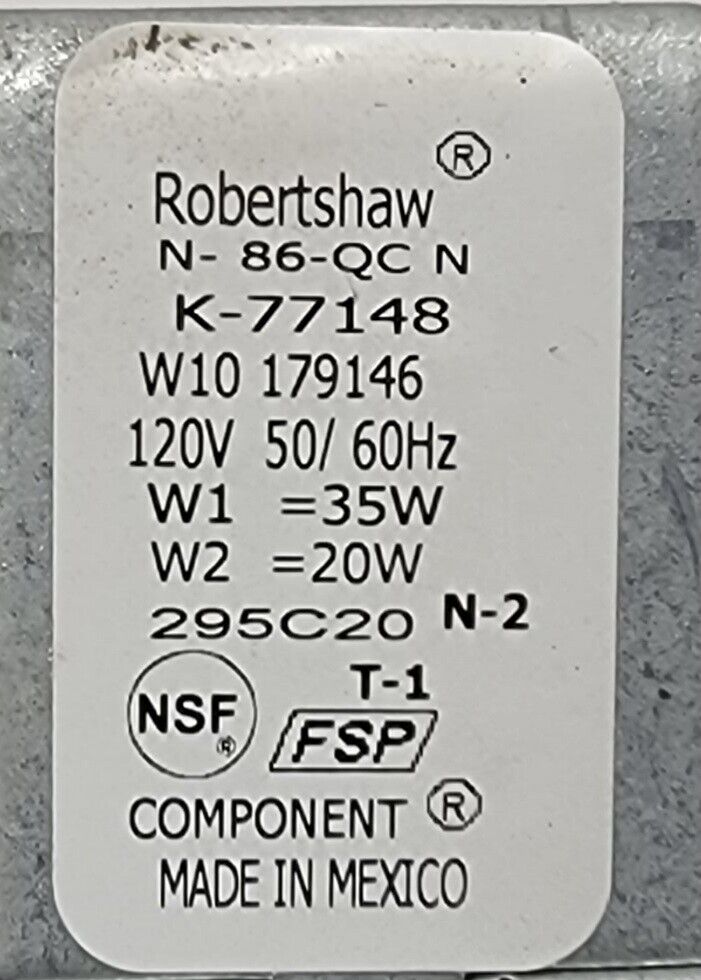 Robertshaw ®
N- 86-QC N
K-77148
W10 179146
120V 50/ 60Hz
W1 =35W
W2 =20W
295C20 N-2
T-1
NSF ® FSP
COMPONENT ®
MADE IN MEXICO